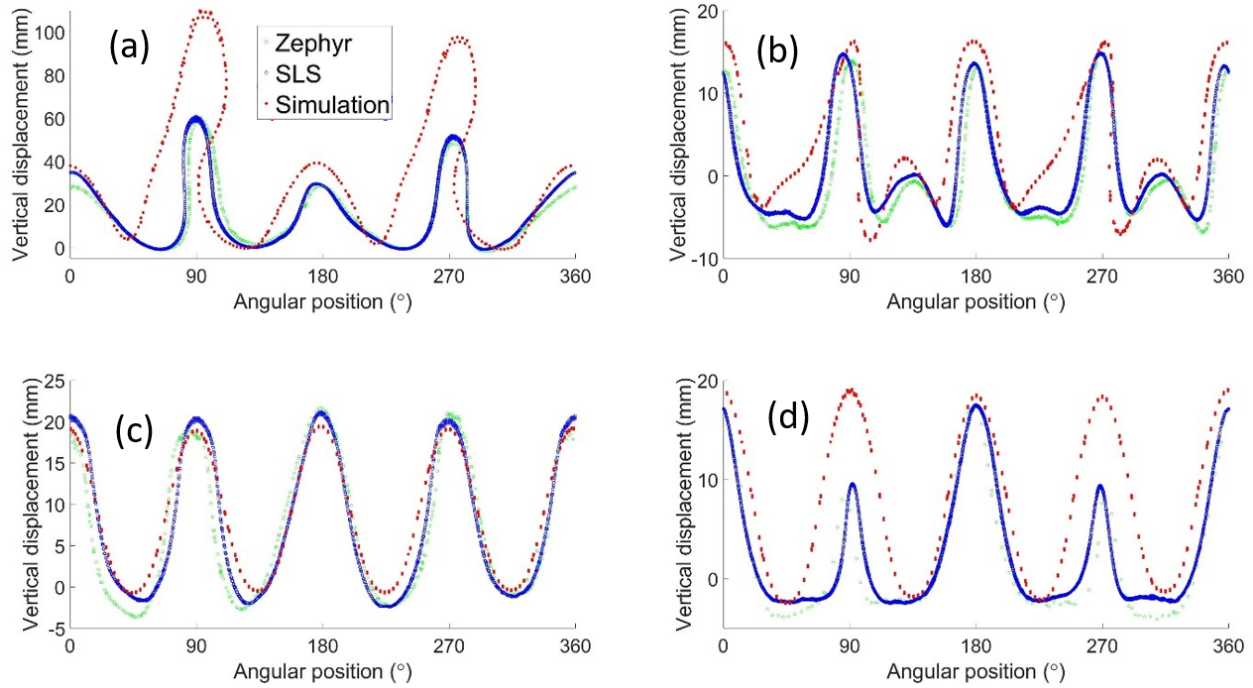 (a)
Zephyr
SLS
Simulation
Vertical displacement (mm)
100
80
60
40
20
0
0 90 180 270 360
Angular position (°)
(b)
Vertical displacement (mm)
20
10
0
-10
0 90 180 270 360
Angular position (°)
(c)
Vertical displacement (mm)
25
20
15
10
5
0
-5
0 90 180 270 360
Angular position (°)
(d)
Vertical displacement (mm)
20
10
0
0 90 180 270 360
Angular position (°)